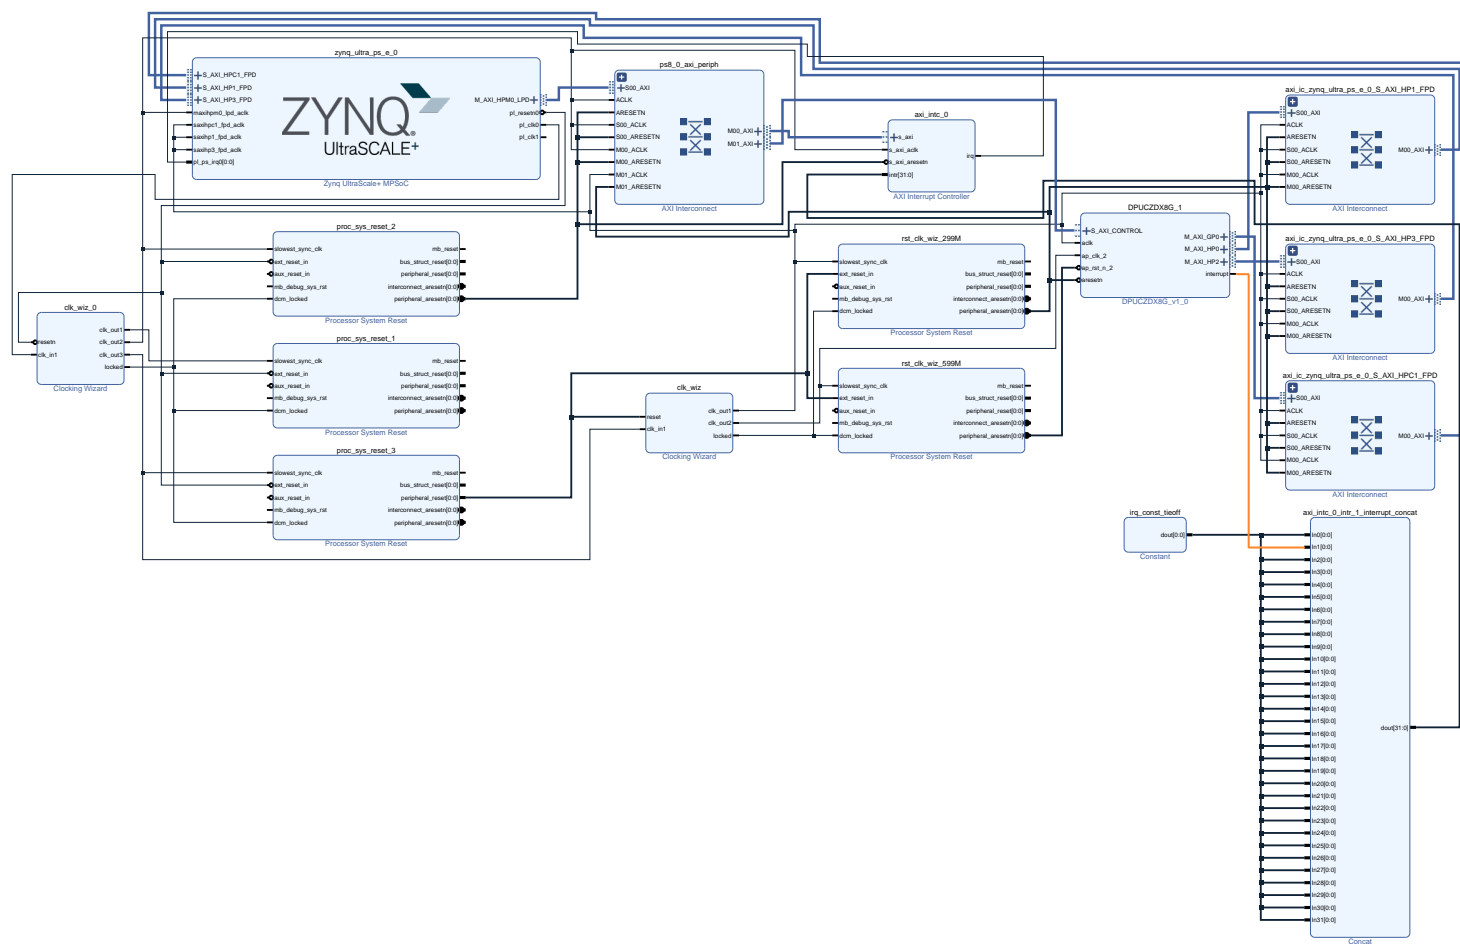 zynq_ultra_ps_e_0
S_AXI_HPC1_FPD
S_AXI_HP1_FPD
S_AXI_HP3_FPD
maxihpm0_lpd_aclk
saxihpc1_fpd_aclk
saxihp1_fpd_aclk
saxihp3_fpd_aclk
pl_ps_irq0[0:0]
ZYNQ
UltraSCALE+
M_AXI_HPM0_LPD
pl_resetn0
pl_clk0
pl_clk1
Zynq UltraScale+ MPSoC
ps8_0_axi_periph
S00_AXI
ACLK
ARESETN
S00_ACLK
S00_ARESETN
M00_ACLK
M00_ARESETN
M01_ACLK
M01_ARESETN
M00_AXI
M01_AXI
AXI Interconnect
axi_intc_0
s_axi
s_axi_aclk
s_axi_aresetn
intr[31:0]
irq
AXI Interrupt Controller
axi_ic_zynq_ultra_ps_e_0_S_AXI_HP1_FPD
S00_AXI
ACLK
ARESETN
S00_ACLK
S00_ARESETN
M00_ACLK
M00_ARESETN
M00_AXI
AXI Interconnect
DPUCZDX8G_1
S_AXI_CONTROL
aclk
ap_clk_2
ap_rst_n_2
aresetn
M_AXI_GP0
M_AXI_HP0
M_AXI_HP2
interrupt
DPUCZDX8G_v1_0
axi_ic_zynq_ultra_ps_e_0_S_AXI_HP3_FPD
S00_AXI
ACLK
ARESETN
S00_ACLK
S00_ARESETN
M00_ACLK
M00_ARESETN
M00_AXI
AXI Interconnect
proc_sys_reset_2
slowest_sync_clk
ext_reset_in
aux_reset_in
mb_debug_sys_rst
dcm_locked
mb_reset
bus_struct_reset[0:0]
peripheral_reset[0:0]
interconnect_aresetn[0:0]
peripheral_aresetn[0:0]
Processor System Reset
rst_clk_wiz_299M
slowest_sync_clk
ext_reset_in
aux_reset_in
mb_debug_sys_rst
dcm_locked
mb_reset
bus_struct_reset[0:0]
peripheral_reset[0:0]
interconnect_aresetn[0:0]
peripheral_aresetn[0:0]
Processor System Reset
clk_wiz_0
resetn
clk_in1
clk_out1
clk_out2
clk_out3
locked
Clocking Wizard
proc_sys_reset_1
slowest_sync_clk
ext_reset_in
aux_reset_in
mb_debug_sys_rst
dcm_locked
mb_reset
bus_struct_reset[0:0]
peripheral_reset[0:0]
interconnect_aresetn[0:0]
peripheral_aresetn[0:0]
Processor System Reset
clk_wiz
reset
clk_in1
clk_out1
clk_out2
locked
Clocking Wizard
rst_clk_wiz_599M
slowest_sync_clk
ext_reset_in
aux_reset_in
mb_debug_sys_rst
dcm_locked
mb_reset
bus_struct_reset[0:0]
peripheral_reset[0:0]
interconnect_aresetn[0:0]
peripheral_aresetn[0:0]
Processor System Reset
axi_ic_zynq_ultra_ps_e_0_S_AXI_HPC1_FPD
S00_AXI
ACLK
ARESETN
S00_ACLK
S00_ARESETN
M00_ACLK
M00_ARESETN
M00_AXI
AXI Interconnect
proc_sys_reset_3
slowest_sync_clk
ext_reset_in
aux_reset_in
mb_debug_sys_rst
dcm_locked
mb_reset
bus_struct_reset[0:0]
peripheral_reset[0:0]
interconnect_aresetn[0:0]
peripheral_aresetn[0:0]
Processor System Reset
irq_const_tieoff
dout[0:0]
Constant
axi_intc_0_intr_1_interrupt_concat
In0[0:0]
In1[0:0]
In2[0:0]
In3[0:0]
In4[0:0]
In5[0:0]
In6[0:0]
In7[0:0]
In8[0:0]
In9[0:0]
In10[0:0]
In11[0:0]
In12[0:0]
In13[0:0]
In14[0:0]
In15[0:0]
In16[0:0]
In17[0:0]
In18[0:0]
In19[0:0]
In20[0:0]
In21[0:0]
In22[0:0]
In23[0:0]
In24[0:0]
In25[0:0]
In26[0:0]
In27[0:0]
In28[0:0]
In29[0:0]
In30[0:0]
In31[0:0]
dout[31:0]
Concat